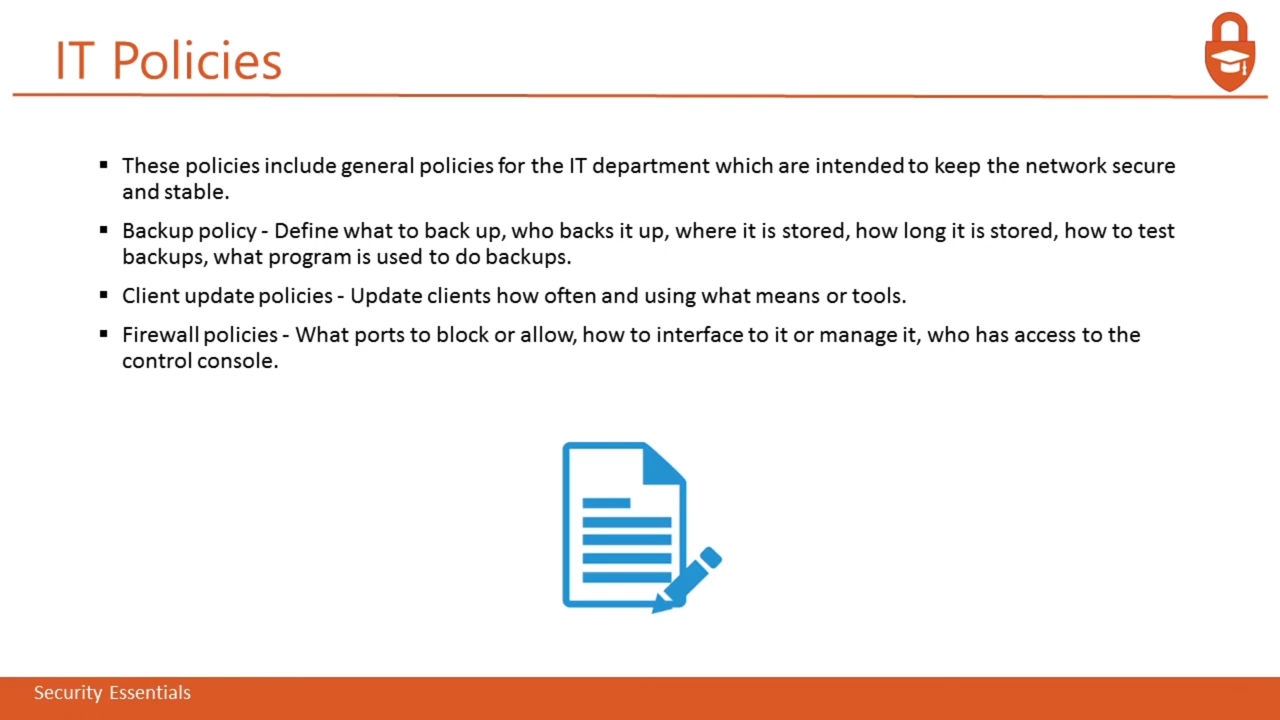 IT Policies
▪ These policies include general policies for the IT department which are intended to keep the network secure
and stable.
▪ Backup policy - Define what to back up, who backs it up, where it is stored, how long it is stored, how to test
backups, what program is used to do backups.
▪ Client update policies - Update clients how often and using what means or tools.
▪ Firewall policies - What ports to block or allow, how to interface to it or manage it, who has access to the
control console.
Security Essentials